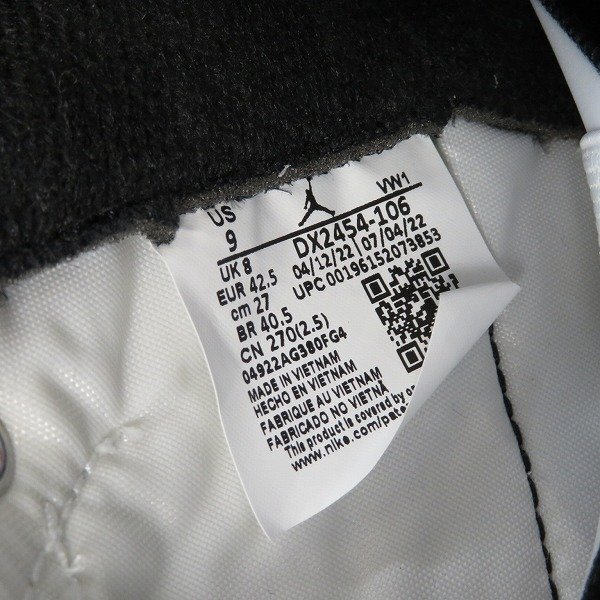 US
9
VW1
UK 8
DX2454-106
EUR 42.5
04/12/22 07/04/22
cm 27
UPC 00196152073853
BR 40.5
CN 270(2.5)
04922AG380FG4
MADE IN VIETNAM
HECHO EN VIETNAM
FABRIQUE AU VIETNAM
FABRICADO NO VIETNÃ
This product is covered by
www.nike.com/pate